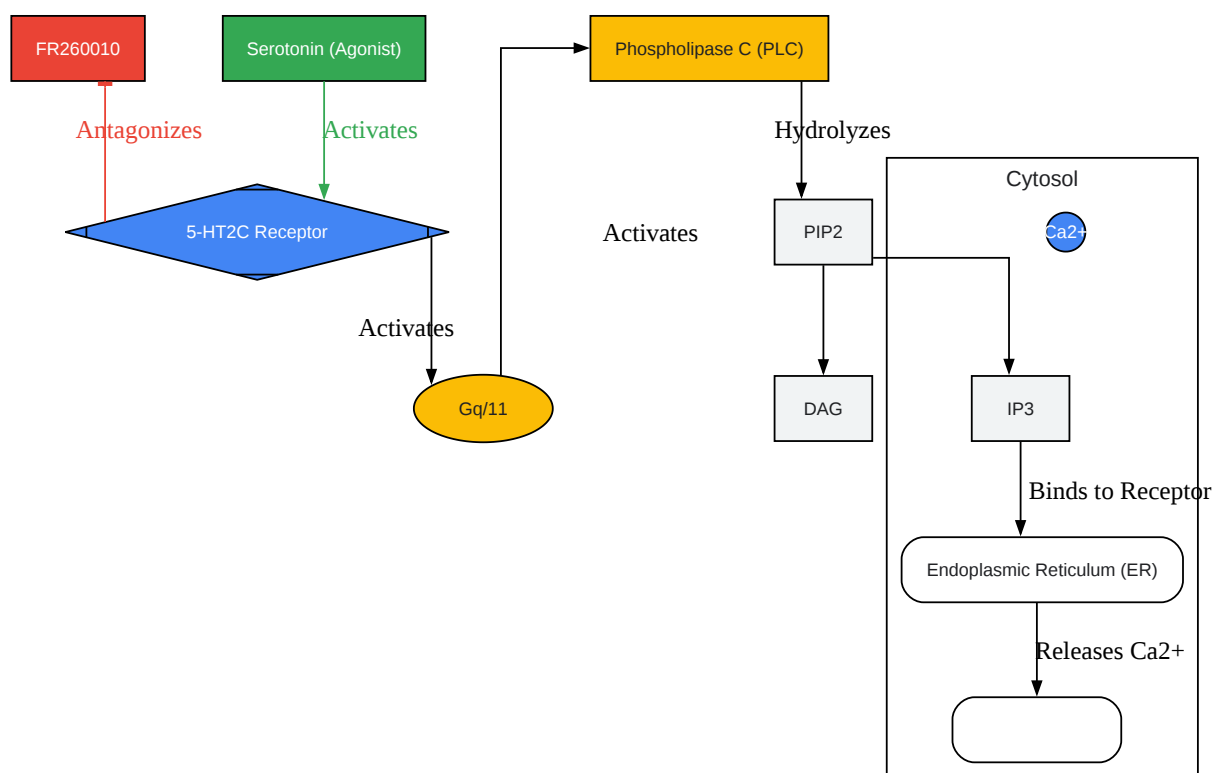 FR260010
Serotonin (Agonist)
Phospholipase C (PLC)
Antagonizes
Activates
Hydrolyzes
Cytosol
5-HT2C Receptor
Activates
PIP2
Ca2+
Activates
Gq/11
DAG
IP3
Binds to Receptor
Endoplasmic Reticulum (ER)
Releases Ca2+